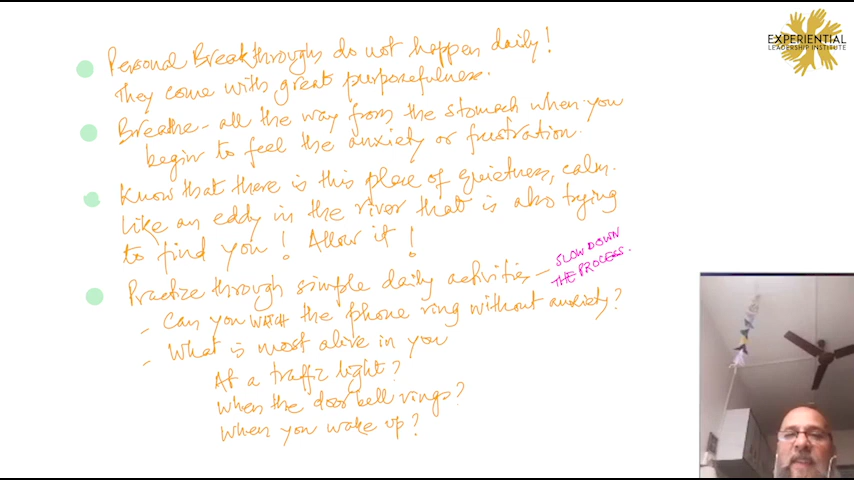 EXPERIENTIAL
LEADERSHIP INSTITUTE
Personal Breakthroughs do not happen daily!
They come with great purposefulness.
Breathe - all the way from the stomach when you
begin to feel the anxiety or frustration.
Know that there is this place of quietness, calm.
Like an eddy in the river that is also trying
to find you! Allow it!
Practize through simple daily activities - SLOW DOWN
THE PROCESS.
- Can you WATCH the phone ring without anxiety?
- What is most alive in you
At a traffic light?
When the doorbell rings?
When you wake up?